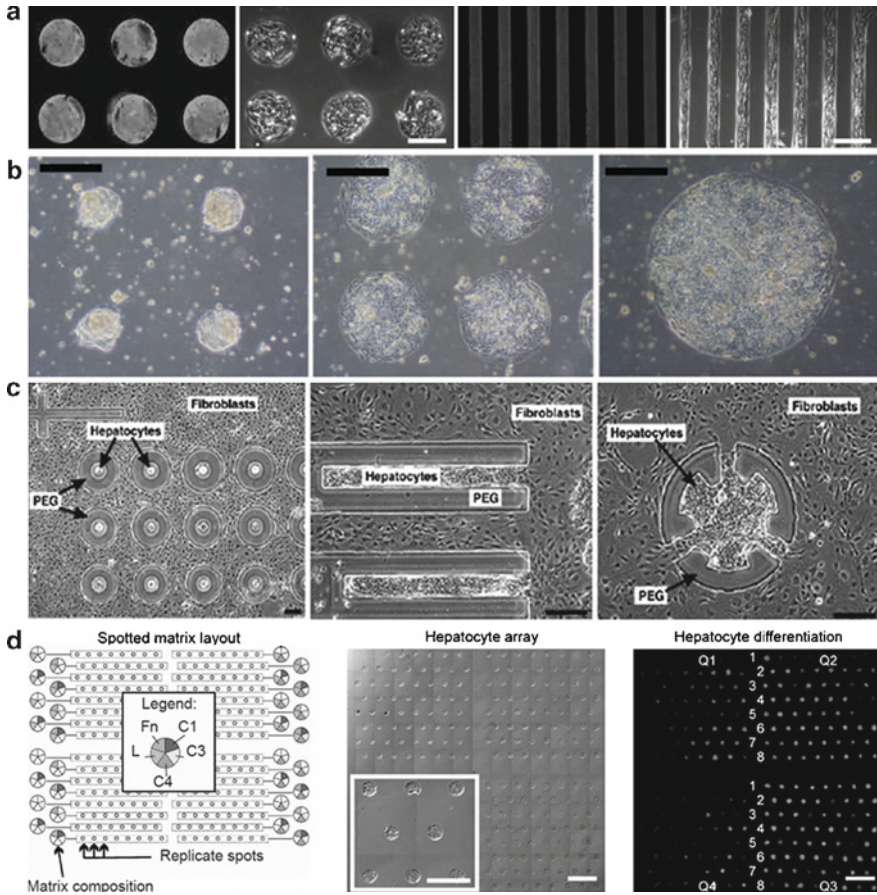 a
b
c
Fibroblasts
Hepatocytes
PEG
Fibroblasts
Hepatocytes
PEG
Fibroblasts
Hepatocytes
PEG
d
Spotted matrix layout
Legend:
Fn
C1
L
C3
C4
Replicate spots
Matrix composition
Hepatocyte array
Hepatocyte differentiation
Q1 1 Q2
2
3
4
5
6
7
8
1
2
3
4
5
6
7
Q4 8 Q3